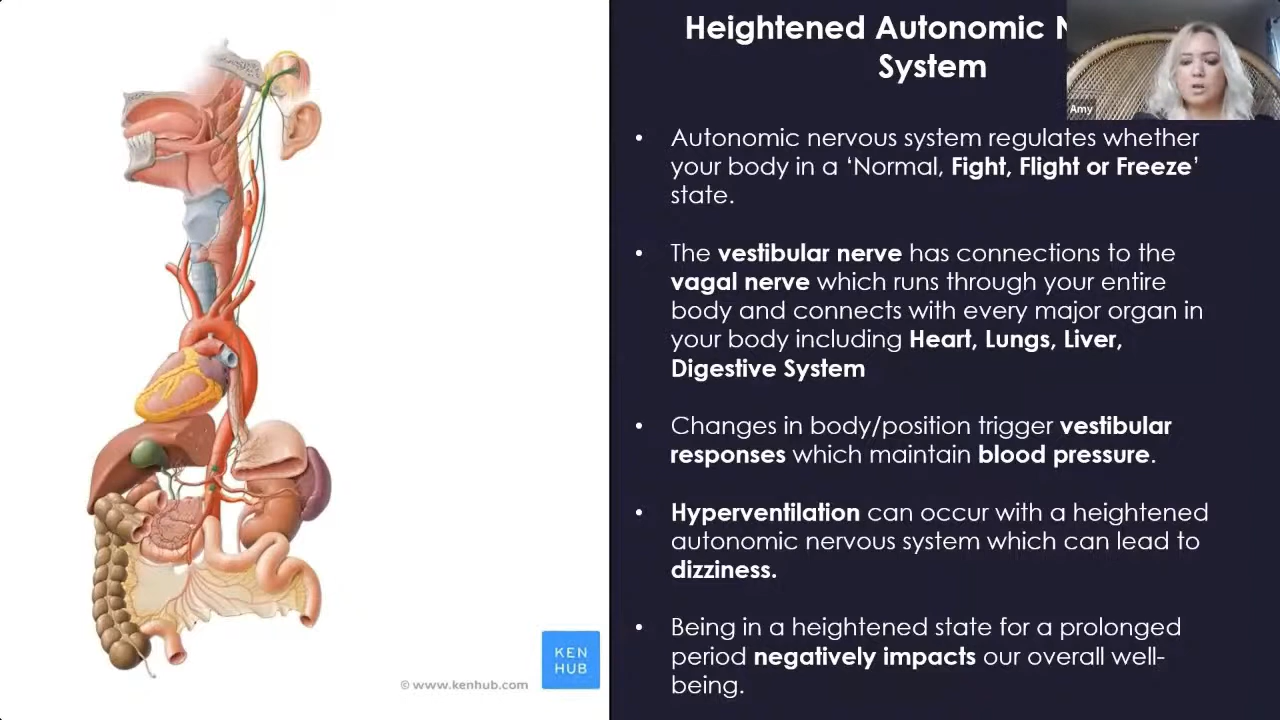 Heightened Autonomic N
System
Amy
• Autonomic nervous system regulates whether
your body in a ‘Normal, Fight, Flight or Freeze’
state.
• The vestibular nerve has connections to the
vagal nerve which runs through your entire
body and connects with every major organ in
your body including Heart, Lungs, Liver,
Digestive System
• Changes in body/position trigger vestibular
responses which maintain blood pressure.
• Hyperventilation can occur with a heightened
autonomic nervous system which can lead to
dizziness.
• Being in a heightened state for a prolonged
period negatively impacts our overall well-
being.
KEN
HUB
© www.kenhub.com